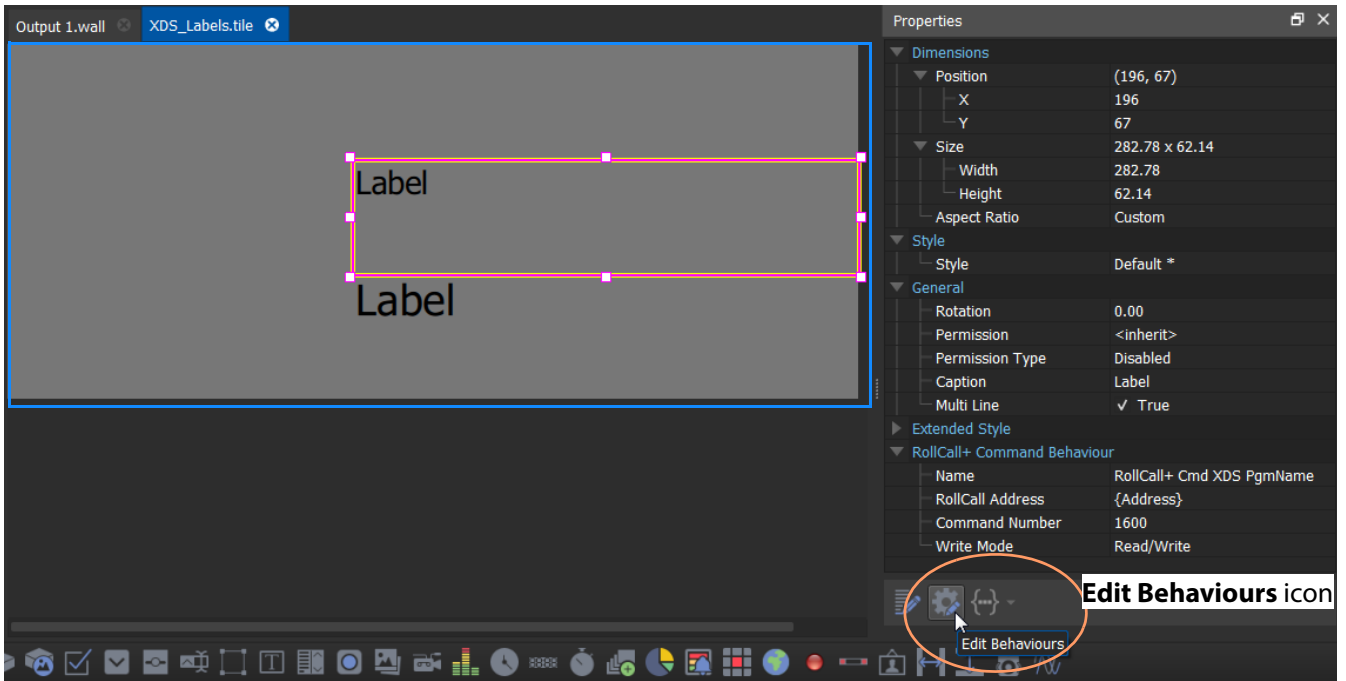 Output 1.wall XDS_Labels.tile
Label
Label
Properties
Dimensions
Position (196, 67)
X 196
Y 67
Size 282.78 x 62.14
Width 282.78
Height 62.14
Aspect Ratio Custom
Style
Style Default *
General
Rotation 0.00
Permission <inherit>
Permission Type Disabled
Caption Label
Multi Line ✓ True
Extended Style
RollCall+ Command Behaviour
Name RollCall+ Cmd XDS PgmName
RollCall Address {Address}
Command Number 1600
Write Mode Read/Write
Edit Behaviours icon
Edit Behaviours